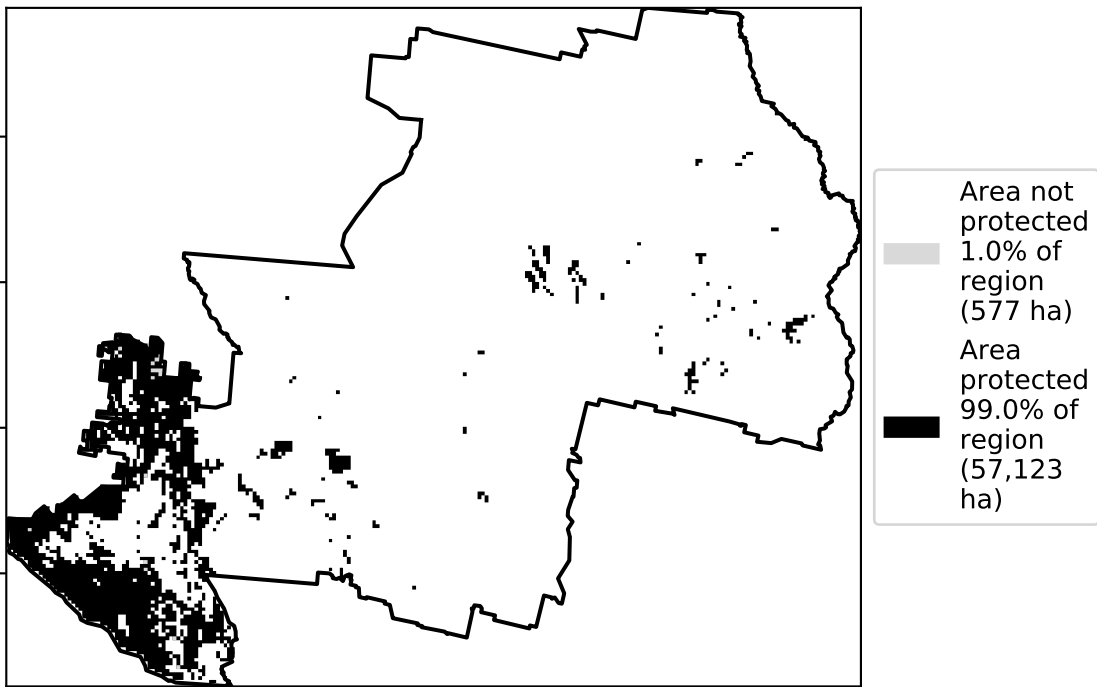 Area not
protected
1.0% of
region
(577 ha)
Area
protected
99.0% of
region
(57,123
ha)